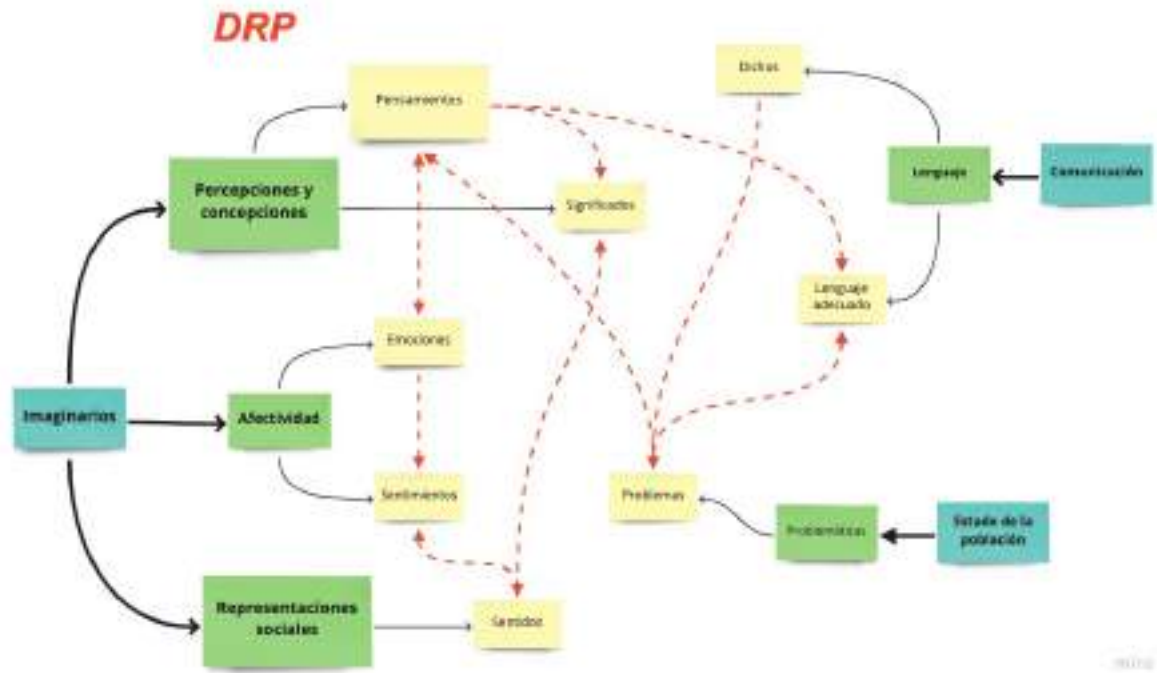 DRP
Pensamientos
Dichos
Percepciones y
concepciones
Lenguaje
Comunicación
Significados
Lenguaje
adecuado
Emociones
Imaginarios
Afectividad
Sentimientos
Problemas
Problemáticas
Estado de la
población
Representaciones
sociales
Sentidos
miro